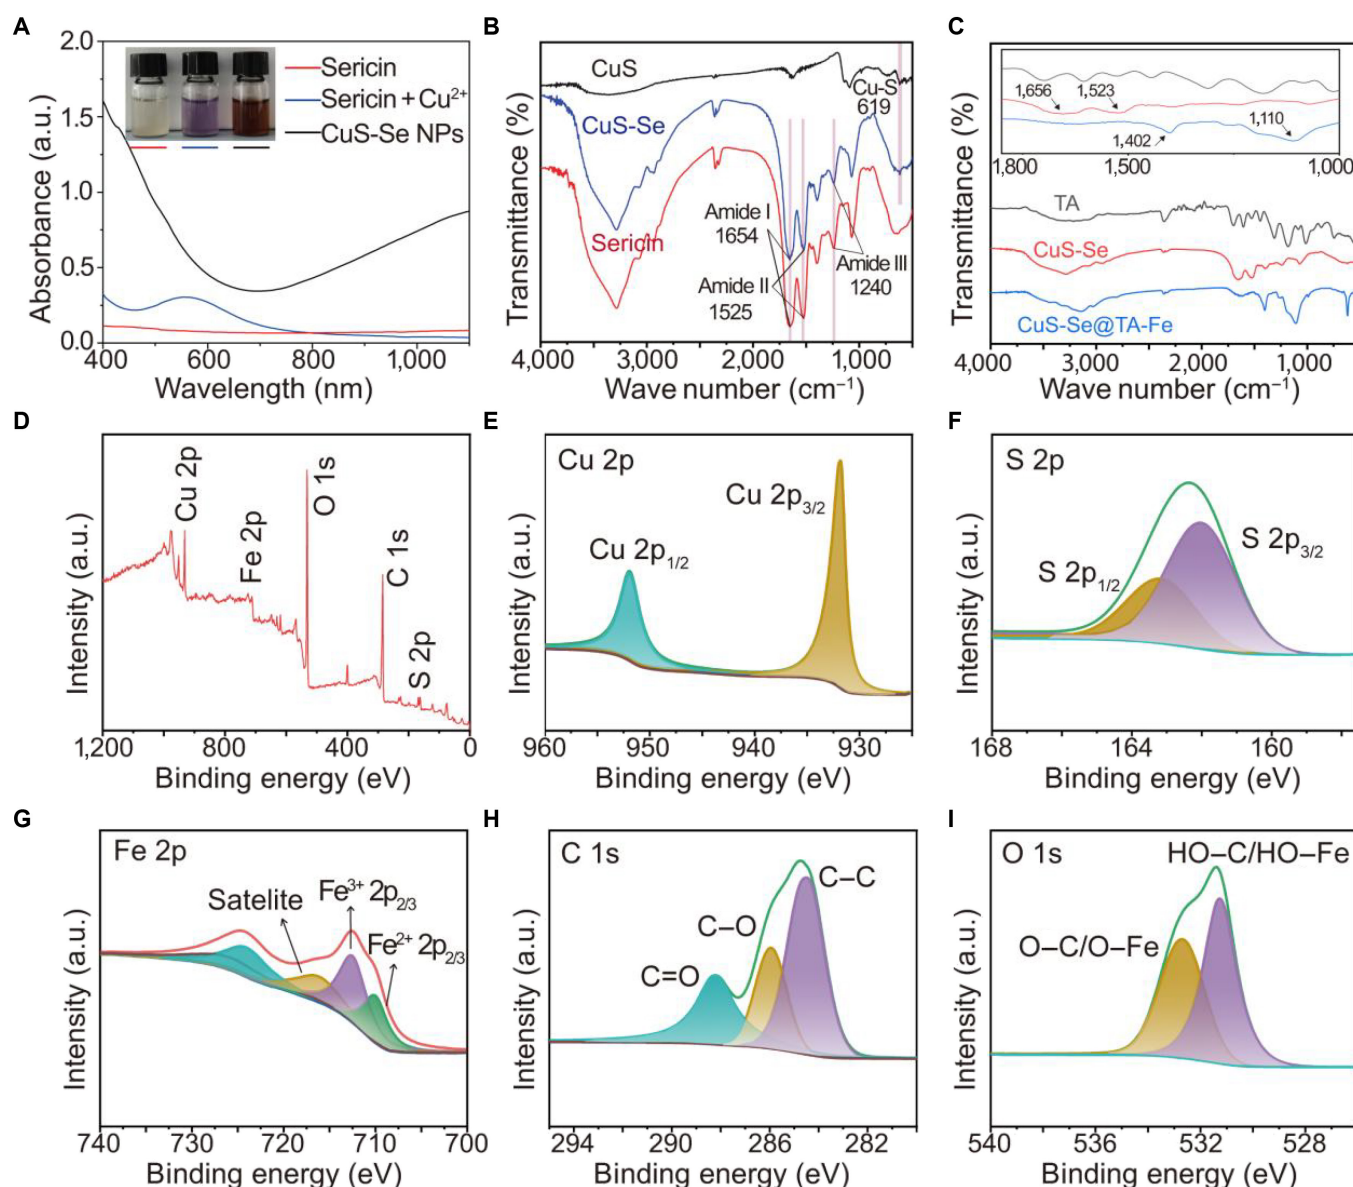 A
2.0
1.5
1.0
0.5
0.0
Absorbance (a.u.)
Sericin
Sericin + Cu²⁺
CuS-Se NPs
400
600
800
1,000
Wavelength (nm)
B
Transmittance (%)
CuS
Cu-S
619
CuS-Se
Amide I
1654
Sericin
Amide II
1525
Amide III
1240
4,000
3,000
2,000
1,000
Wave number (cm⁻¹)
C
Transmittance (%)
1,656
1,523
1,110
1,402
1,800
1,500
1,000
TA
CuS-Se
CuS-Se@TA-Fe
4,000
3,000
2,000
1,000
Wave number (cm⁻¹)
D
Intensity (a.u.)
Cu 2p
Fe 2p
O 1s
C 1s
S 2p
1,200
800
400
0
Binding energy (eV)
E
Intensity (a.u.)
Cu 2p
Cu 2p₃/₂
Cu 2p₁/₂
960
950
940
930
Binding energy (eV)
F
Intensity (a.u.)
S 2p
S 2p₃/₂
S 2p₁/₂
168
164
160
Binding energy (eV)
G
Intensity (a.u.)
Fe 2p
Satelite
Fe³⁺ 2p₂/₃
Fe²⁺ 2p₂/₃
740
730
720
710
700
Binding energy (eV)
H
Intensity (a.u.)
C 1s
C–C
C–O
C=O
294
290
286
282
Binding energy (eV)
I
Intensity (a.u.)
O 1s
HO–C/HO–Fe
O–C/O–Fe
540
536
532
528
Binding energy (eV)